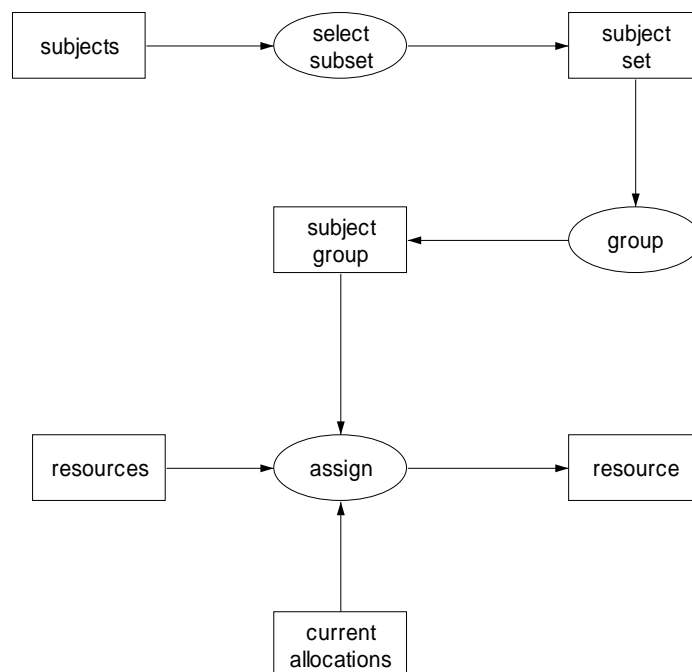 subjects
select
subset
subject
set
subject
group
group
resources
assign
resource
current
allocations